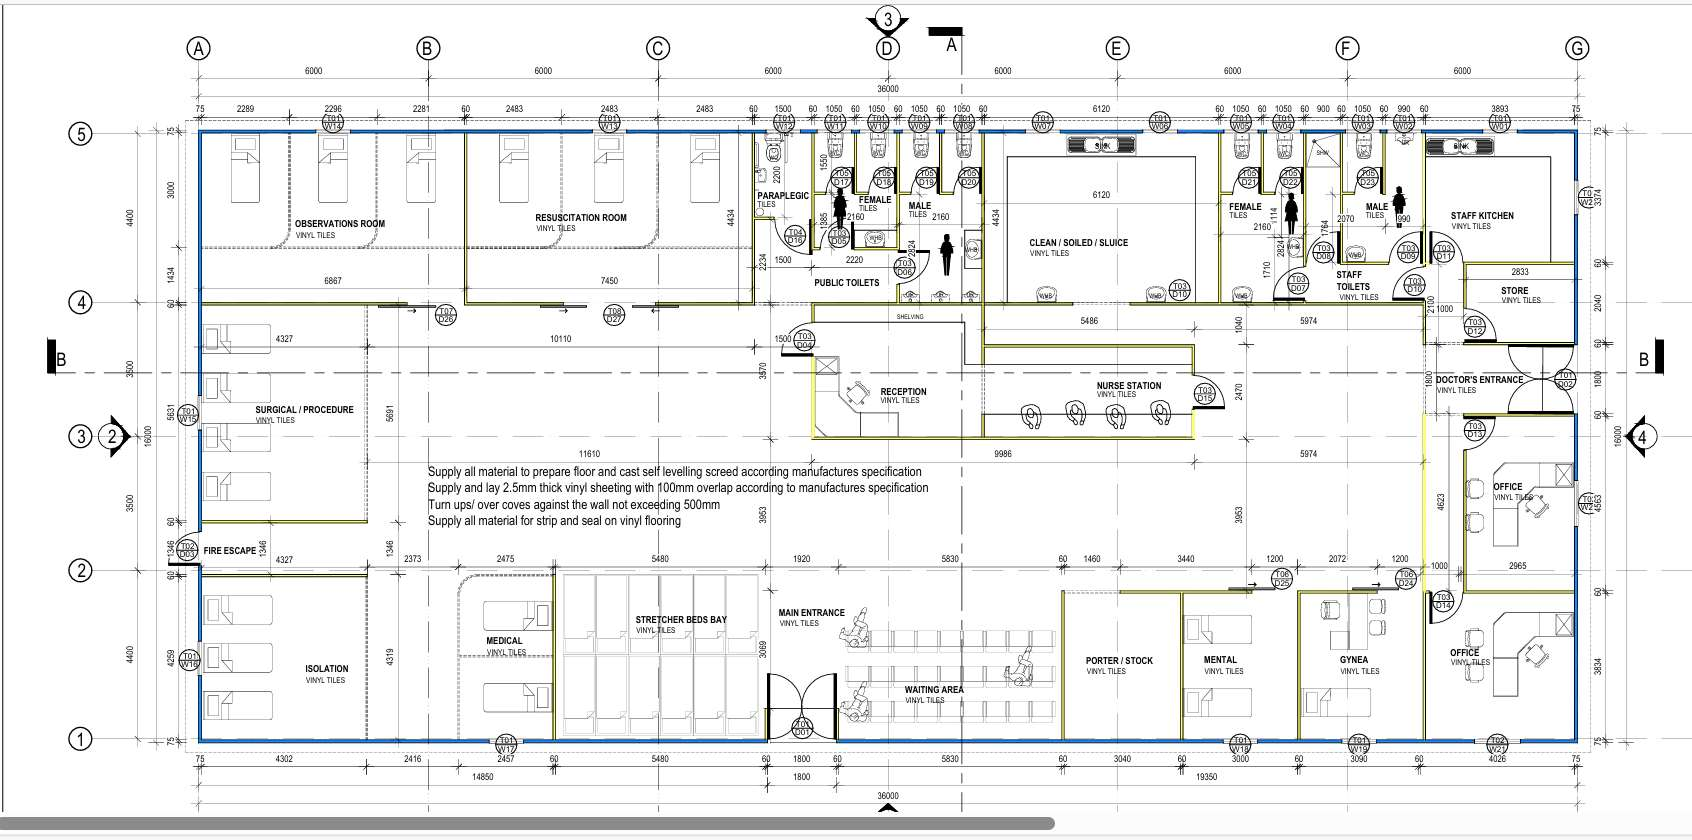 3
A
A B C D E F G
6000 6000 6000 6000 6000 6000
36000
75 2289 2296 2281 60 2483 2483 2483 60 1500 60 1050 60 1050 60 1050 60 1050 60 6120 60 1050 60 1050 60 900 60 1050 60 990 60 3893 75
T01 W14
T01 W13
T01 W12
T01 W11
T01 W10
T01 W09
T01 W08
T01 W07
T01 W06
T01 W05
T01 W04
T01 W03
T01 W02
T01 W01
5
75
SINK
SINK
SHW
3000
4400
1434
OBSERVATIONS ROOM
VINYL TILES
6867
RESUSCITATION ROOM
VINYL TILES
7450
4434
2200
PARAPLEGIC
TILES
T04 D16
1500
2234
1550
T05 D17
T05 D18
T05 D19
T05 D20
FEMALE
TILES
2160
1885
T03 D05
WHB
2220
MALE
TILES
2160
2824
T03 D06
PUBLIC TOILETS
4434
6120
CLEAN / SOILED / SLUICE
VINYL TILES
WHB
WHB
T03 D10
T05 D21
T05 D22
T05 D23
FEMALE
TILES
2160
2114
2824
1710
WHB
T03 D07
1764
2070
T03 D08
MALE
TILES
990
T03 D09
STAFF
TOILETS
VINYL TILES
T03 D10
STAFF KITCHEN
VINYL TILES
T03 D11
3374
2833
STORE
VINYL TILES
2100
1000
T03 D12
2040
4
60
T07 D26
T08 D27
SHELVING
4327
10110
1500
T03 D04
3570
5486
5974
1040
B
B
3500
RECEPTION
VINYL TILES
NURSE STATION
VINYL TILES
T03 D15
2470
1800
DOCTOR'S ENTRANCE
VINYL TILES
T01 D02
1800
T01 W15
5631
SURGICAL / PROCEDURE
VINYL TILES
5691
3
2
16000
T03 D13
16000
4
11610
9986
5974
Supply all material to prepare floor and cast self levelling screed according manufactures specification
Supply and lay 2.5mm thick vinyl sheeting with 100mm overlap according to manufactures specification
Turn ups/ over coves against the wall not exceeding 500mm
Supply all material for strip and seal on vinyl flooring
3500
3953
3953
4623
OFFICE
VINYL TILES
4563
T02 D03
1346
FIRE ESCAPE
1346
1346
4327
2373
2475
5480
1920
5830
60
1460
3440
1200
2072
1200
1000
2965
2
T06 D25
T06 D24
T03 D14
MAIN ENTRANCE
VINYL TILES
STRETCHER BEDS BAY
VINYL TILES
MEDICAL
VINYL TILES
4400
T01 W16
4259
ISOLATION
VINYL TILES
4319
3069
WAITING AREA
VINYL TILES
PORTER / STOCK
VINYL TILES
MENTAL
VINYL TILES
GYNEA
VINYL TILES
OFFICE
VINYL TILES
3834
T01 D01
1
T01 W17
T01 W18
T01 W19
T02 W21
75 4302 2416 2457 60 5480 60 1800 60 5830 60 3040 60 3000 60 3090 60 4026 75
14850 1800 19350
36000